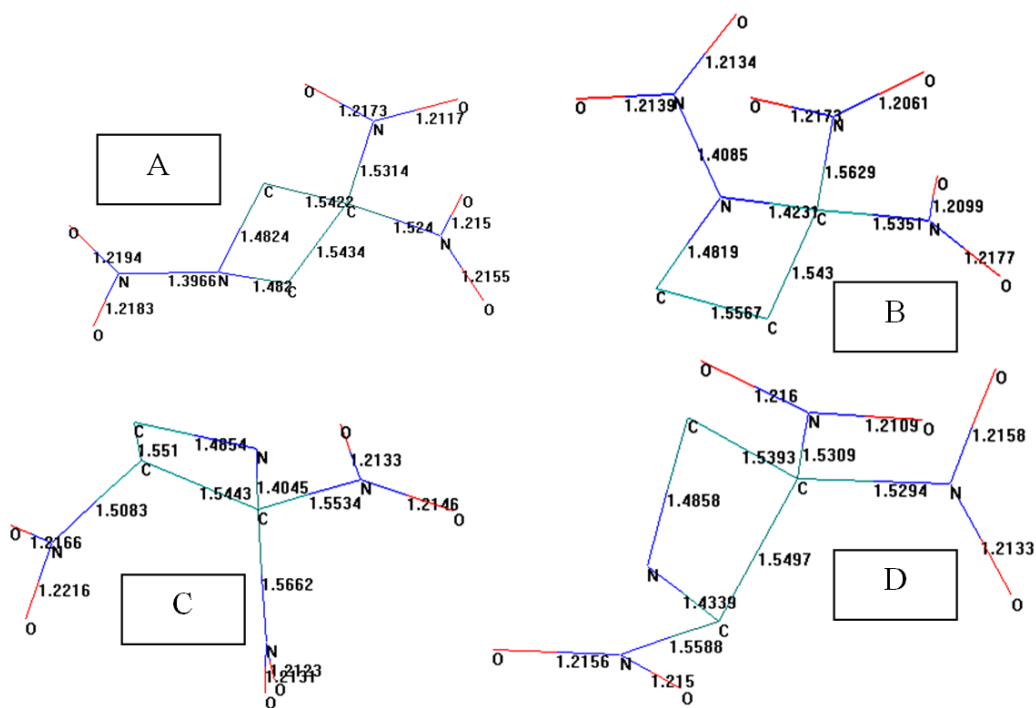 A
O
O
1.2173
1.2117
N
1.5314
C
1.5422
C
O
1.524
1.215
N
1.4824
1.5434
O
1.2194
N
1.3966
N
1.482
C
1.2155
O
1.2183
O
B
O
1.2134
O
1.2139
N
O
1.2173
N
1.2061
O
1.4085
1.5629
O
N
1.4231
C
1.5351
1.2099
N
1.4819
1.543
1.2177
O
C
1.5567
C
C
C
1.4854
N
1.551
C
O
1.2133
N
1.5443
1.4045
C
1.5534
1.2146
O
1.5083
O
1.2166
N
1.2216
O
1.5662
N
1.2123
1.2131
O
O
D
O
1.216
N
1.2109
O
O
1.2158
C
1.5393
1.5309
C
1.5294
N
1.4858
1.5497
1.2133
O
N
1.4339
C
O
1.2156
N
1.5588
1.215
O